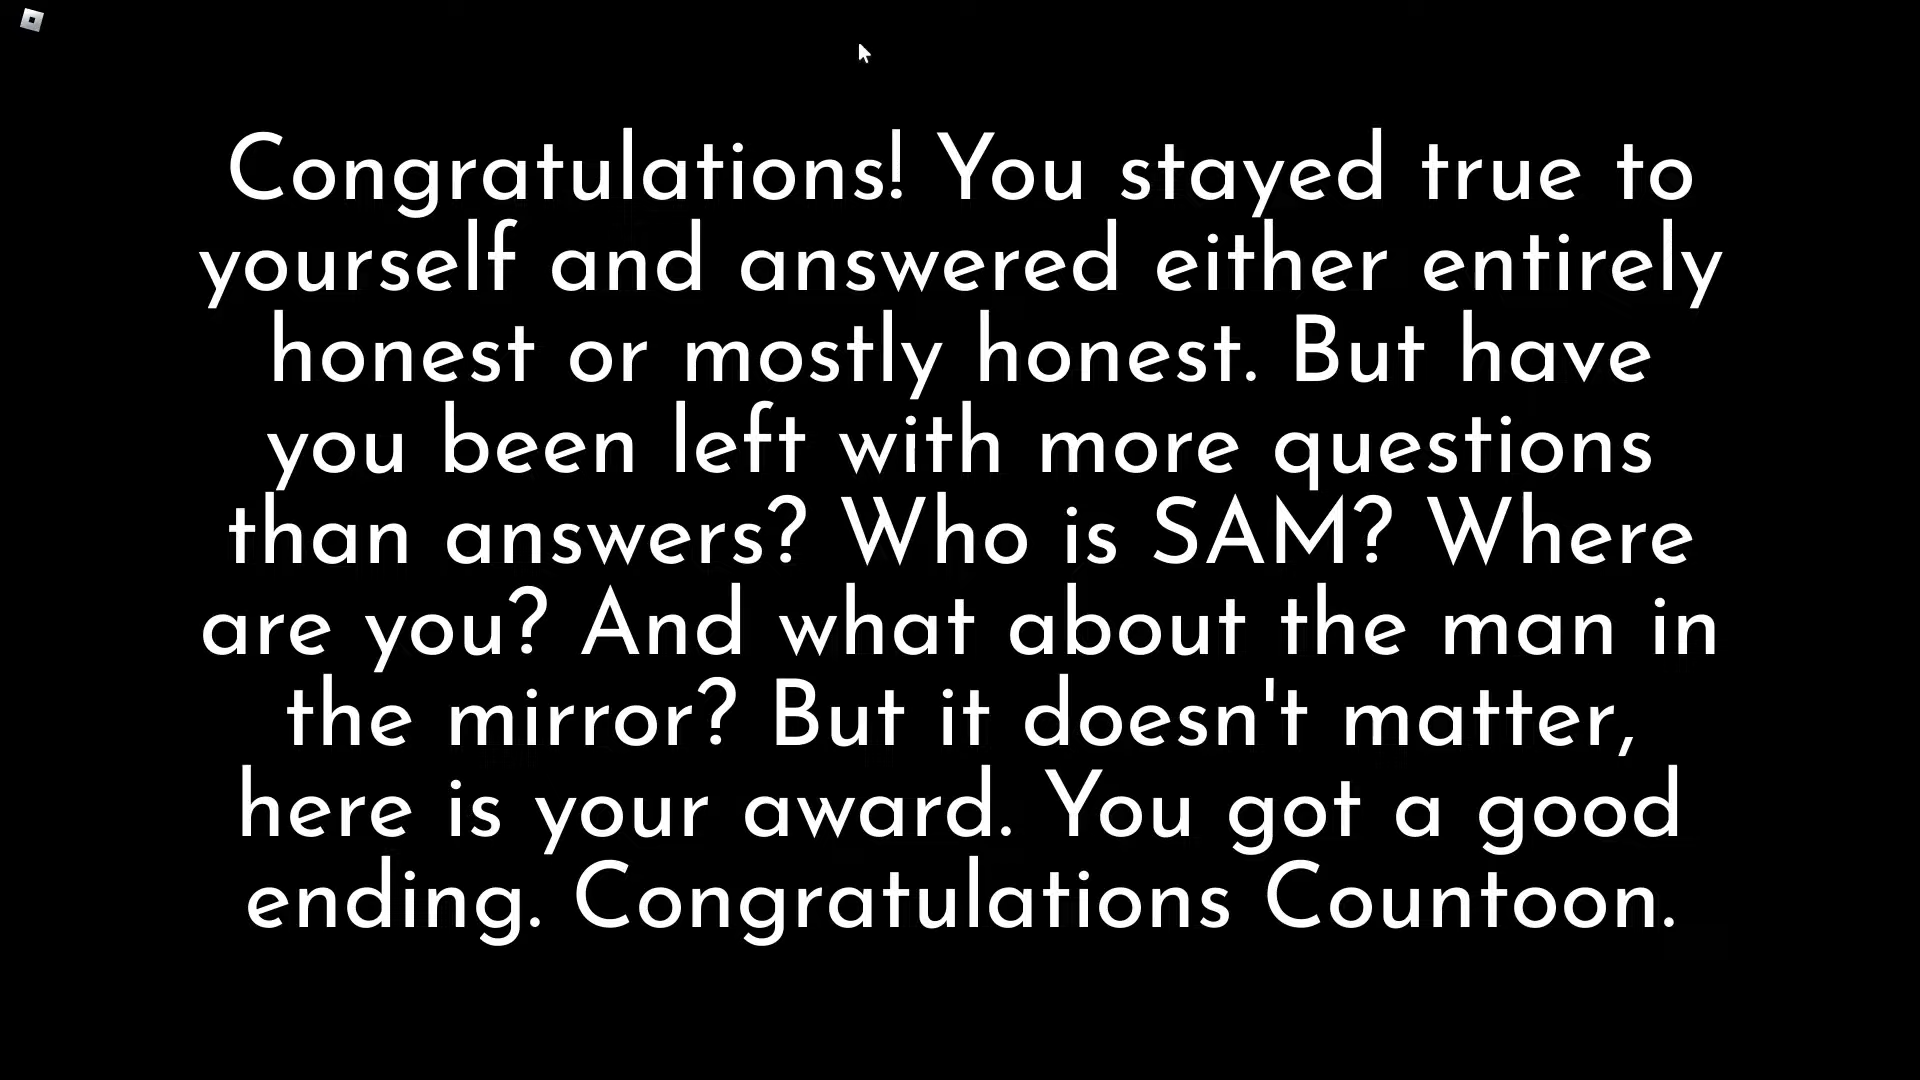 Congratulations! You stayed true to
yourself and answered either entirely
honest or mostly honest. But have
you been left with more questions
than answers? Who is SAM? Where
are you? And what about the man in
the mirror? But it doesn't matter,
here is your award. You got a good
ending. Congratulations Countoon.